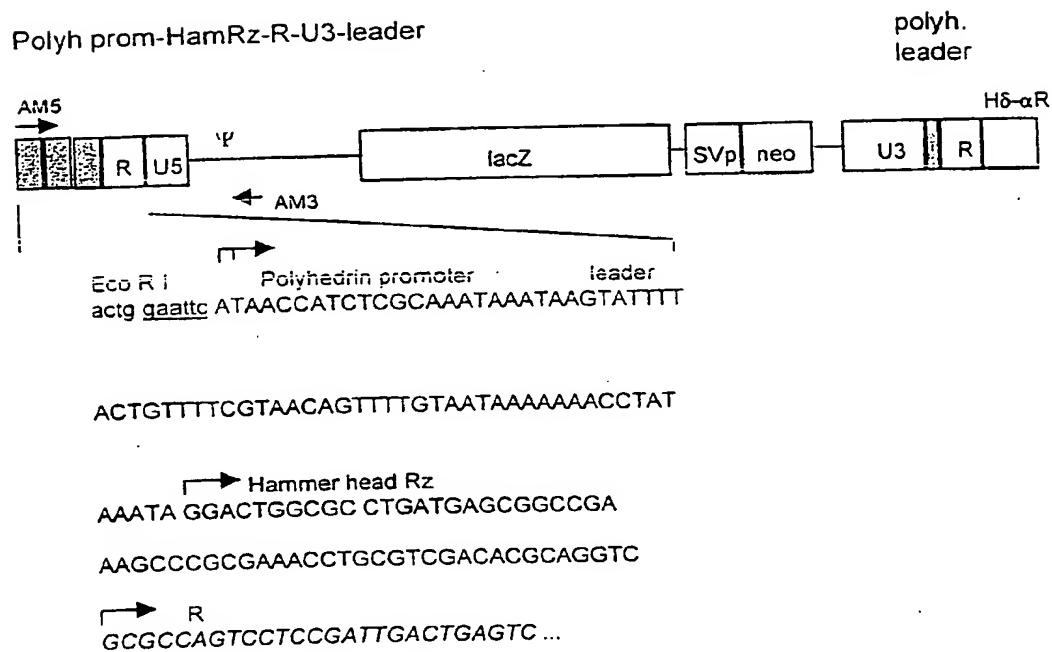 Polyh prom-HamRz-R-U3-leader
polyh.
leader
AM5
Hδ-αR
R U5 Ψ lacZ SVp neo U3 R
AM3
Eco R I Polyhedrin promoter leader
actg gaattc ATAACCATCTCGCAAATAAATAAGTATTTT
ACTGTTTTCGTAACAGTTTTGTAATAAAAAAACCTAT
Hammer head Rz
AAATA GGACTGGCGC CTGATGAGCGGCCGA
AAGCCCGCGAAACCTGCGTCGACACGCAGGTC
R
GCGCCAGTCCTCCGATTGACTGAGTC ...